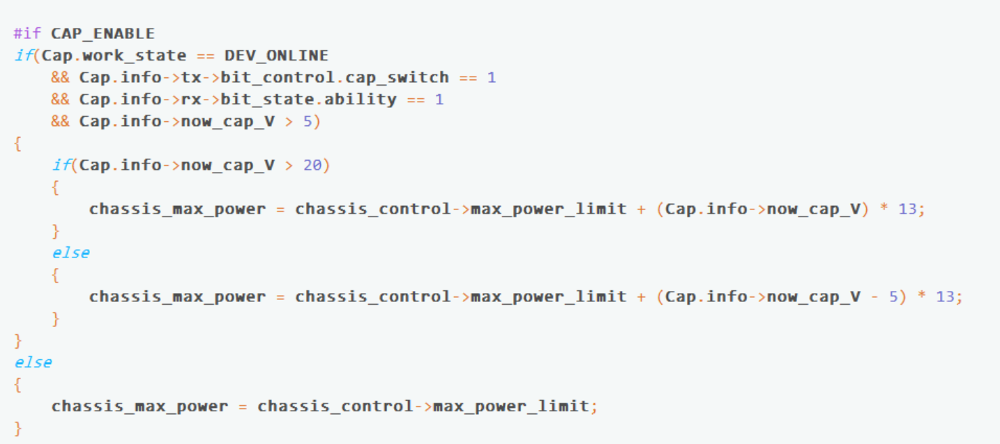 #if CAP_ENABLE
if(Cap.work_state == DEV_ONLINE
    && Cap.info->tx->bit_control.cap_switch == 1
    && Cap.info->rx->bit_state.ability == 1
    && Cap.info->now_cap_V > 5)
{
    if(Cap.info->now_cap_V > 20)
    {
        chassis_max_power = chassis_control->max_power_limit + (Cap.info->now_cap_V) * 13;
    }
    else
    {
        chassis_max_power = chassis_control->max_power_limit + (Cap.info->now_cap_V - 5) * 13;
    }
}
else
{
    chassis_max_power = chassis_control->max_power_limit;
}